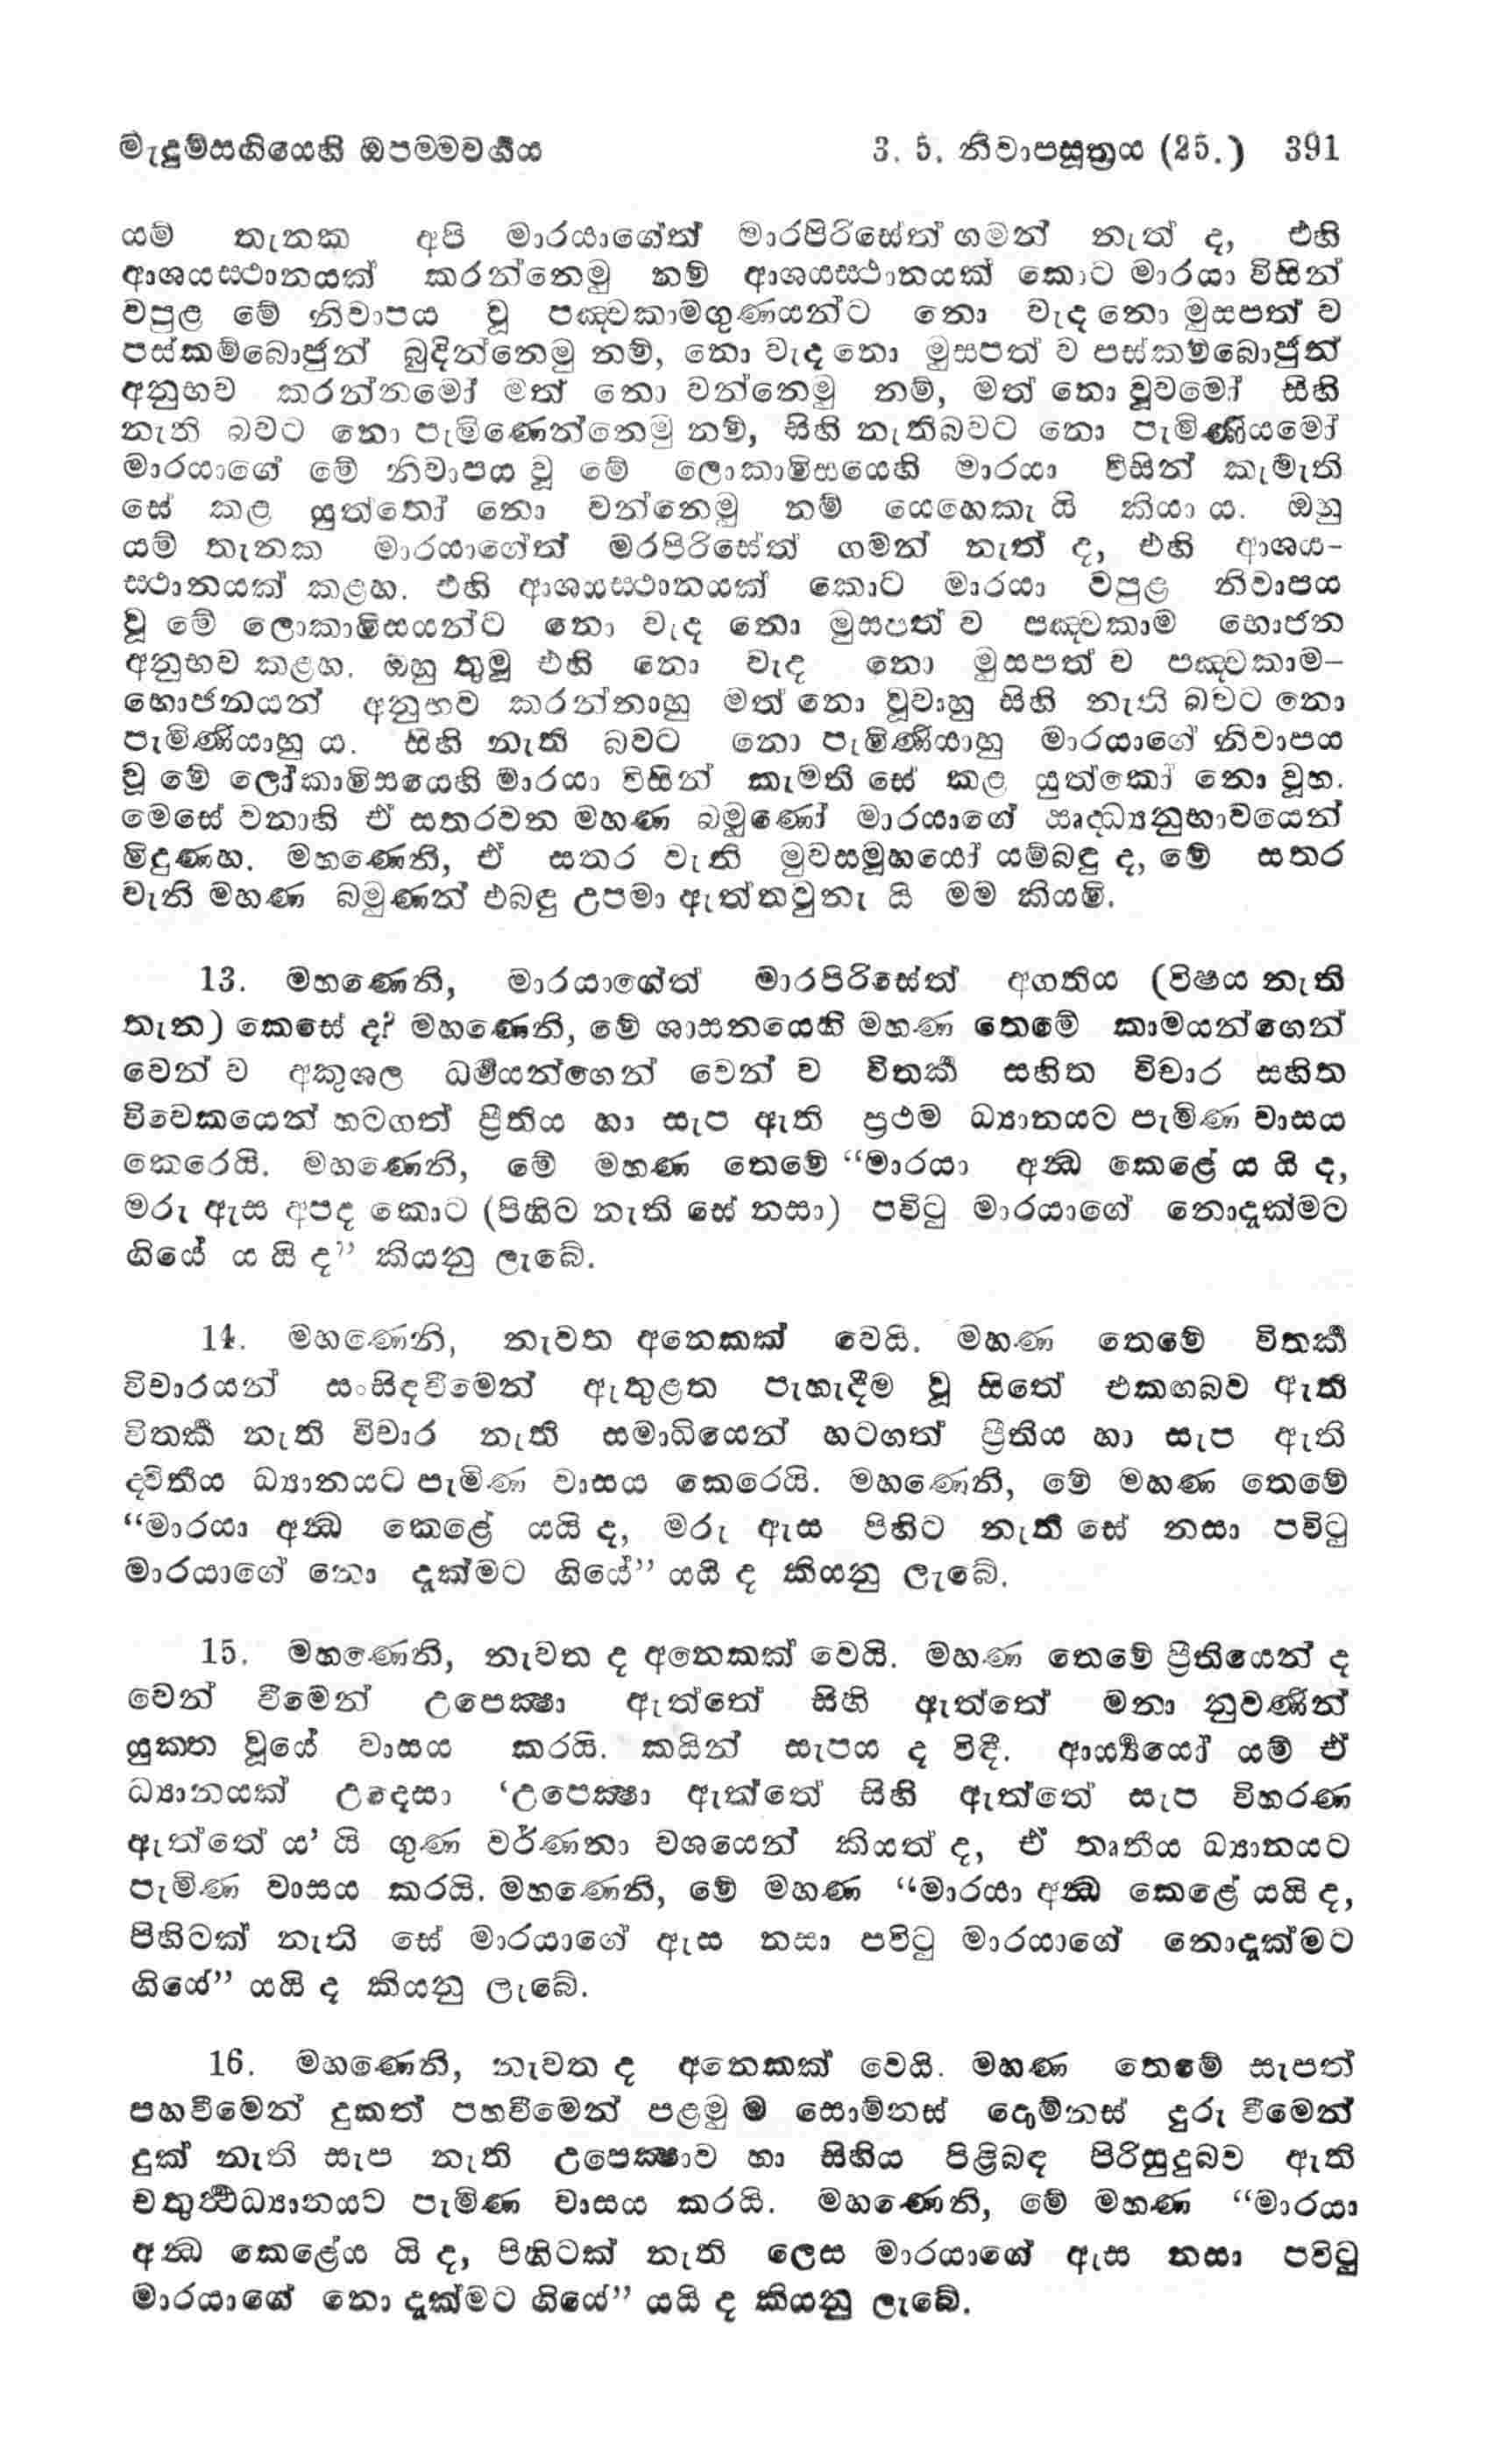 මැදුම්සඟියෙහි ඔපම්මවර්‍ගය 3. 5. නිවාපසූත්‍රය (25.) 391
යම් තැනක අපි මාරයාගේත් මාරපිරිසේත් ගමන් නැත් ද, එහි
ආශයස්ථානයක් කරන්නෙමු නම් ආශයස්ථානයක් කොට මාරයා විසින්
වපුළ මේ නිවාපය වූ පඤ්චකාමගුණයන්ට නො වැද නො මුසපත් ව
පස්කම්බොජුන් බුදින්නෙමු නම්, නො වැද නො මුසපත් ව පස්කම්බොජුන්
අනුභව කරන්නමෝ මත් නො වන්නෙමු නම්, මත් නො වූවමෝ සිහි
නැති බවට නො පැමිණෙන්නෙමු නම්, සිහි නැතිබවට නො පැමිණියමෝ
මාරයාගේ මේ නිවාපය වූ මේ ලොකාමිසයෙහි මාරයා විසින් කැමැති
සේ කළ යුත්තෝ නො වන්නෙමු නම් යෙහෙකැ යි කියා ය. ඔහු
යම් තැනක මාරයාගේත් මරපිරිසේත් ගමන් නැත් ද, එහි ආශය-
ස්ථානයක් කළහ. එහි ආශයස්ථානයක් කොට මාරයා වපුළ නිවාපය
වූ මේ ලොකාමිසයන්ට නො වැද නො මුසපත් ව පඤ්චකාම භොජන
අනුභව කළහ. ඔහු තුමූ එහි නො වැද නො මුසපත් ව පඤ්චකාම-
භොජනයන් අනුභව කරන්නාහු මත් නො වූවාහු සිහි නැති බවට නො
පැමිණියාහු ය. සිහි නැති බවට නො පැමිණියාහු මාරයාගේ නිවාපය
වූ මේ ලෝකාමිසයෙහි මාරයා විසින් කැමති සේ කළ යුත්තෝ නො වූහ.
මෙසේ වනාහි ඒ සතරවන මහණ බමුණෝ මාරයාගේ ඍද්ධ්‍යනුභාවයෙන්
මිදුණහ. මහණෙනි, ඒ සතර වැනි මුවසමූහයෝ යම්බඳු ද, මේ සතර
වැනි මහණ බමුණන් එබඳු උපමා ඇත්තවුනැ යි මම කියමි.
13. මහණෙනි, මාරයාගේත් මාරපිරිසේත් අගතිය (විෂය නැති
තැන) කෙසේ ද? මහණෙනි, මේ ශාසනයෙහි මහණ තෙමේ කාමයන්ගෙන්
වෙන් ව අකුශල ධර්‍මයන්ගෙන් වෙන් ව විතර්‍ක සහිත විචාර සහිත
විවෙකයෙන් හටගත් ප්‍රීතිය හා සැප ඇති ප්‍රථම ධ්‍යානයට පැමිණ වාසය
කෙරෙයි. මහණෙනි, මේ මහණ තෙමේ “මාරයා අන්ධ කෙළේ ය යි ද,
මරු ඇස අපද කොට (පිහිට නැති සේ නසා) පවිටු මාරයාගේ නොදැක්මට
ගියේ ය යි ද” කියනු ලැබේ.
14. මහණෙනි, නැවත අනෙකක් වෙයි. මහණ තෙමේ විතර්‍ක
විචාරයන් සංසිඳවීමෙන් ඇතුළත පැහැදීම වූ සිතේ එකඟබව ඇති
විතර්‍ක නැති විචාර නැති සමාධියෙන් හටගත් ප්‍රීතිය හා සැප ඇති
ද්විතීය ධ්‍යානයට පැමිණ වාසය කෙරෙයි. මහණෙනි, මේ මහණ තෙමේ
“මාරයා අන්ධ කෙළේ යයි ද, මරු ඇස පිහිට නැති සේ නසා පවිටු
මාරයාගේ නො දැක්මට ගියේ” යයි ද කියනු ලැබේ.
15. මහණෙනි, නැවත ද අනෙකක් වෙයි. මහණ තෙමේ ප්‍රීතියෙන් ද
වෙන් වීමෙන් උපෙක්ෂා ඇත්තේ සිහි ඇත්තේ මනා නුවණින්
යුක්ත වූයේ වාසය කරයි. කයින් සැපය ද විඳී. ආර්‍ය්‍යයෝ යම් ඒ
ධ්‍යානයක් උදෙසා ‘උපෙක්ෂා ඇත්තේ සිහි ඇත්තේ සැප විහරණ
ඇත්තේ ය’ යි ගුණ වර්ණනා වශයෙන් කියත් ද, ඒ තෘතීය ධ්‍යානයට
පැමිණ වාසය කරයි. මහණෙනි, මේ මහණ “මාරයා අන්ධ කෙළේ යයි ද,
පිහිටක් නැති සේ මාරයාගේ ඇස නසා පවිටු මාරයාගේ නොදැක්මට
ගියේ” යයි ද කියනු ලැබේ.
16. මහණෙනි, නැවත ද අනෙකක් වෙයි. මහණ තෙමේ සැපත්
පහවීමෙන් දුකත් පහවීමෙන් පළමු ම සොම්නස් දොම්නස් දුරු වීමෙන්
දුක් නැති සැප නැති උපෙක්ෂාව හා සිහිය පිළිබඳ පිරිසුදුබව ඇති
චතුර්‍ථධ්‍යානයට පැමිණ වාසය කරයි. මහණෙනි, මේ මහණ “මාරයා
අන්ධ කෙළේය යි ද, පිහිටක් නැති ලෙස මාරයාගේ ඇස නසා පවිටු
මාරයාගේ නො දැක්මට ගියේ” යයි ද කියනු ලැබේ.